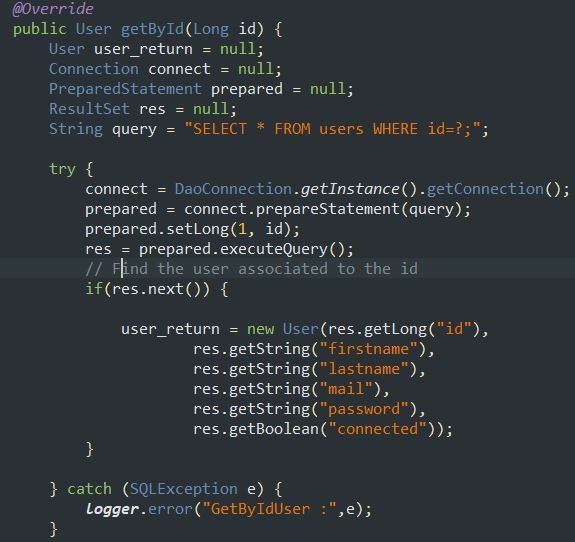 @Override
public User getById(Long id) {
    User user_return = null;
    Connection connect = null;
    PreparedStatement prepared = null;
    ResultSet res = null;
    String query = "SELECT * FROM users WHERE id=?;";

    try {
        connect = DaoConnection.getInstance().getConnection();
        prepared = connect.prepareStatement(query);
        prepared.setLong(1, id);
        res = prepared.executeQuery();
        // Find the user associated to the id
        if(res.next()) {

            user_return = new User(res.getLong("id"),
                    res.getString("firstname"),
                    res.getString("lastname"),
                    res.getString("mail"),
                    res.getString("password"),
                    res.getBoolean("connected"));
        }

    } catch (SQLException e) {
        logger.error("GetByIdUser :",e);
    }